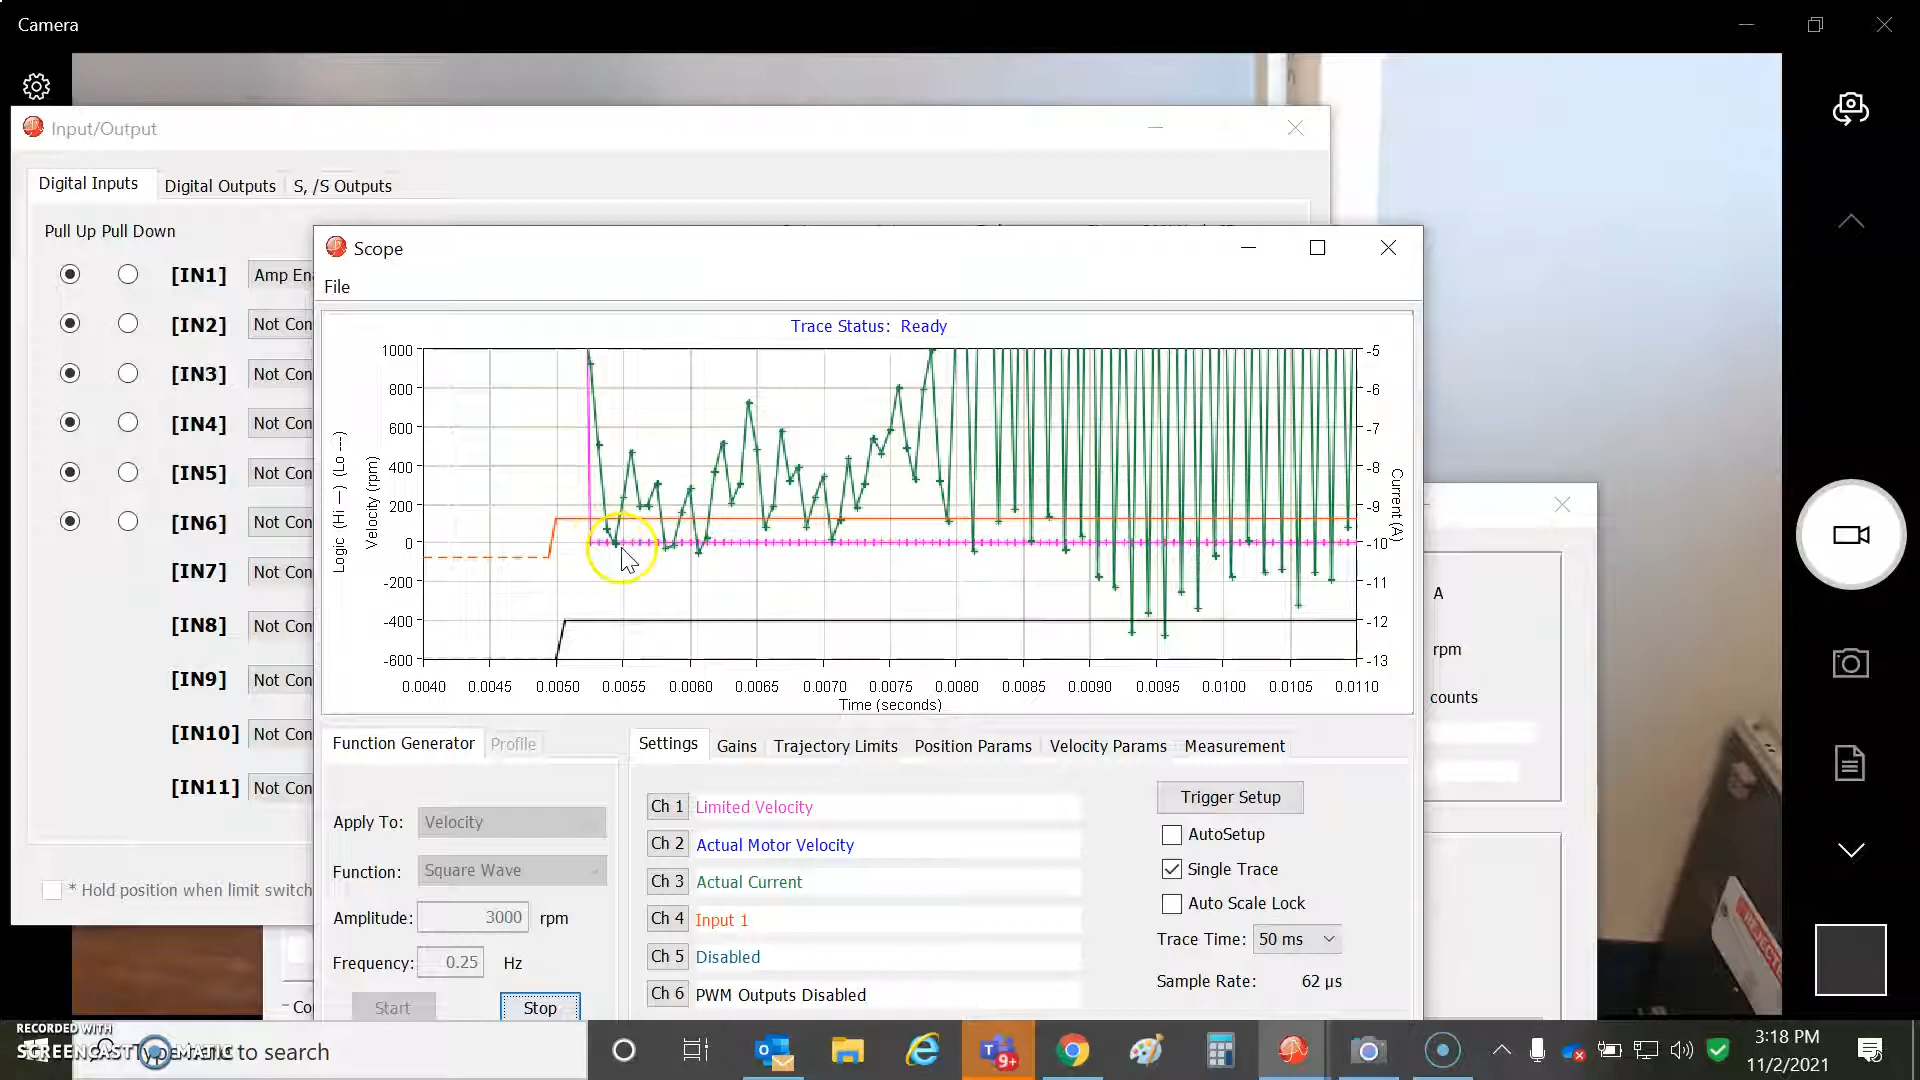 Camera
Input/Output
Digital Inputs
Digital Outputs
S, /S Outputs
Pull Up Pull Down
[IN1]
Amp En
[IN2]
Not Con
[IN3]
Not Con
[IN4]
Not Con
[IN5]
Not Con
[IN6]
Not Con
[IN7]
Not Con
[IN8]
Not Con
[IN9]
Not Con
[IN10]
Not Con
[IN11]
Not Con
* Hold position when limit switch
Scope
File
Trace Status: Ready
Logic (Hi —) (Lo ---)
Velocity (rpm)
1000
800
600
400
200
0
-200
-400
-600
-5
-6
-7
-8
-9
-10
-11
-12
-13
Current (A)
0.0040 0.0045 0.0050 0.0055 0.0060 0.0065 0.0070 0.0075 0.0080 0.0085 0.0090 0.0095 0.0100 0.0105 0.0110
Time (seconds)
A
rpm
counts
Function Generator
Profile
Apply To: Velocity
Function: Square Wave
Amplitude: 3000 rpm
Frequency: 0.25 Hz
Start
Stop
Settings
Gains
Trajectory Limits
Position Params
Velocity Params
Measurement
Ch 1 Limited Velocity
Ch 2 Actual Motor Velocity
Ch 3 Actual Current
Ch 4 Input 1
Ch 5 Disabled
Ch 6 PWM Outputs Disabled
Trigger Setup
AutoSetup
Single Trace
Auto Scale Lock
Trace Time: 50 ms
Sample Rate: 62 µs
Co
RECORDED WITH
SCREENCAST MATIC
Type here to search
9+
3:18 PM
11/2/2021